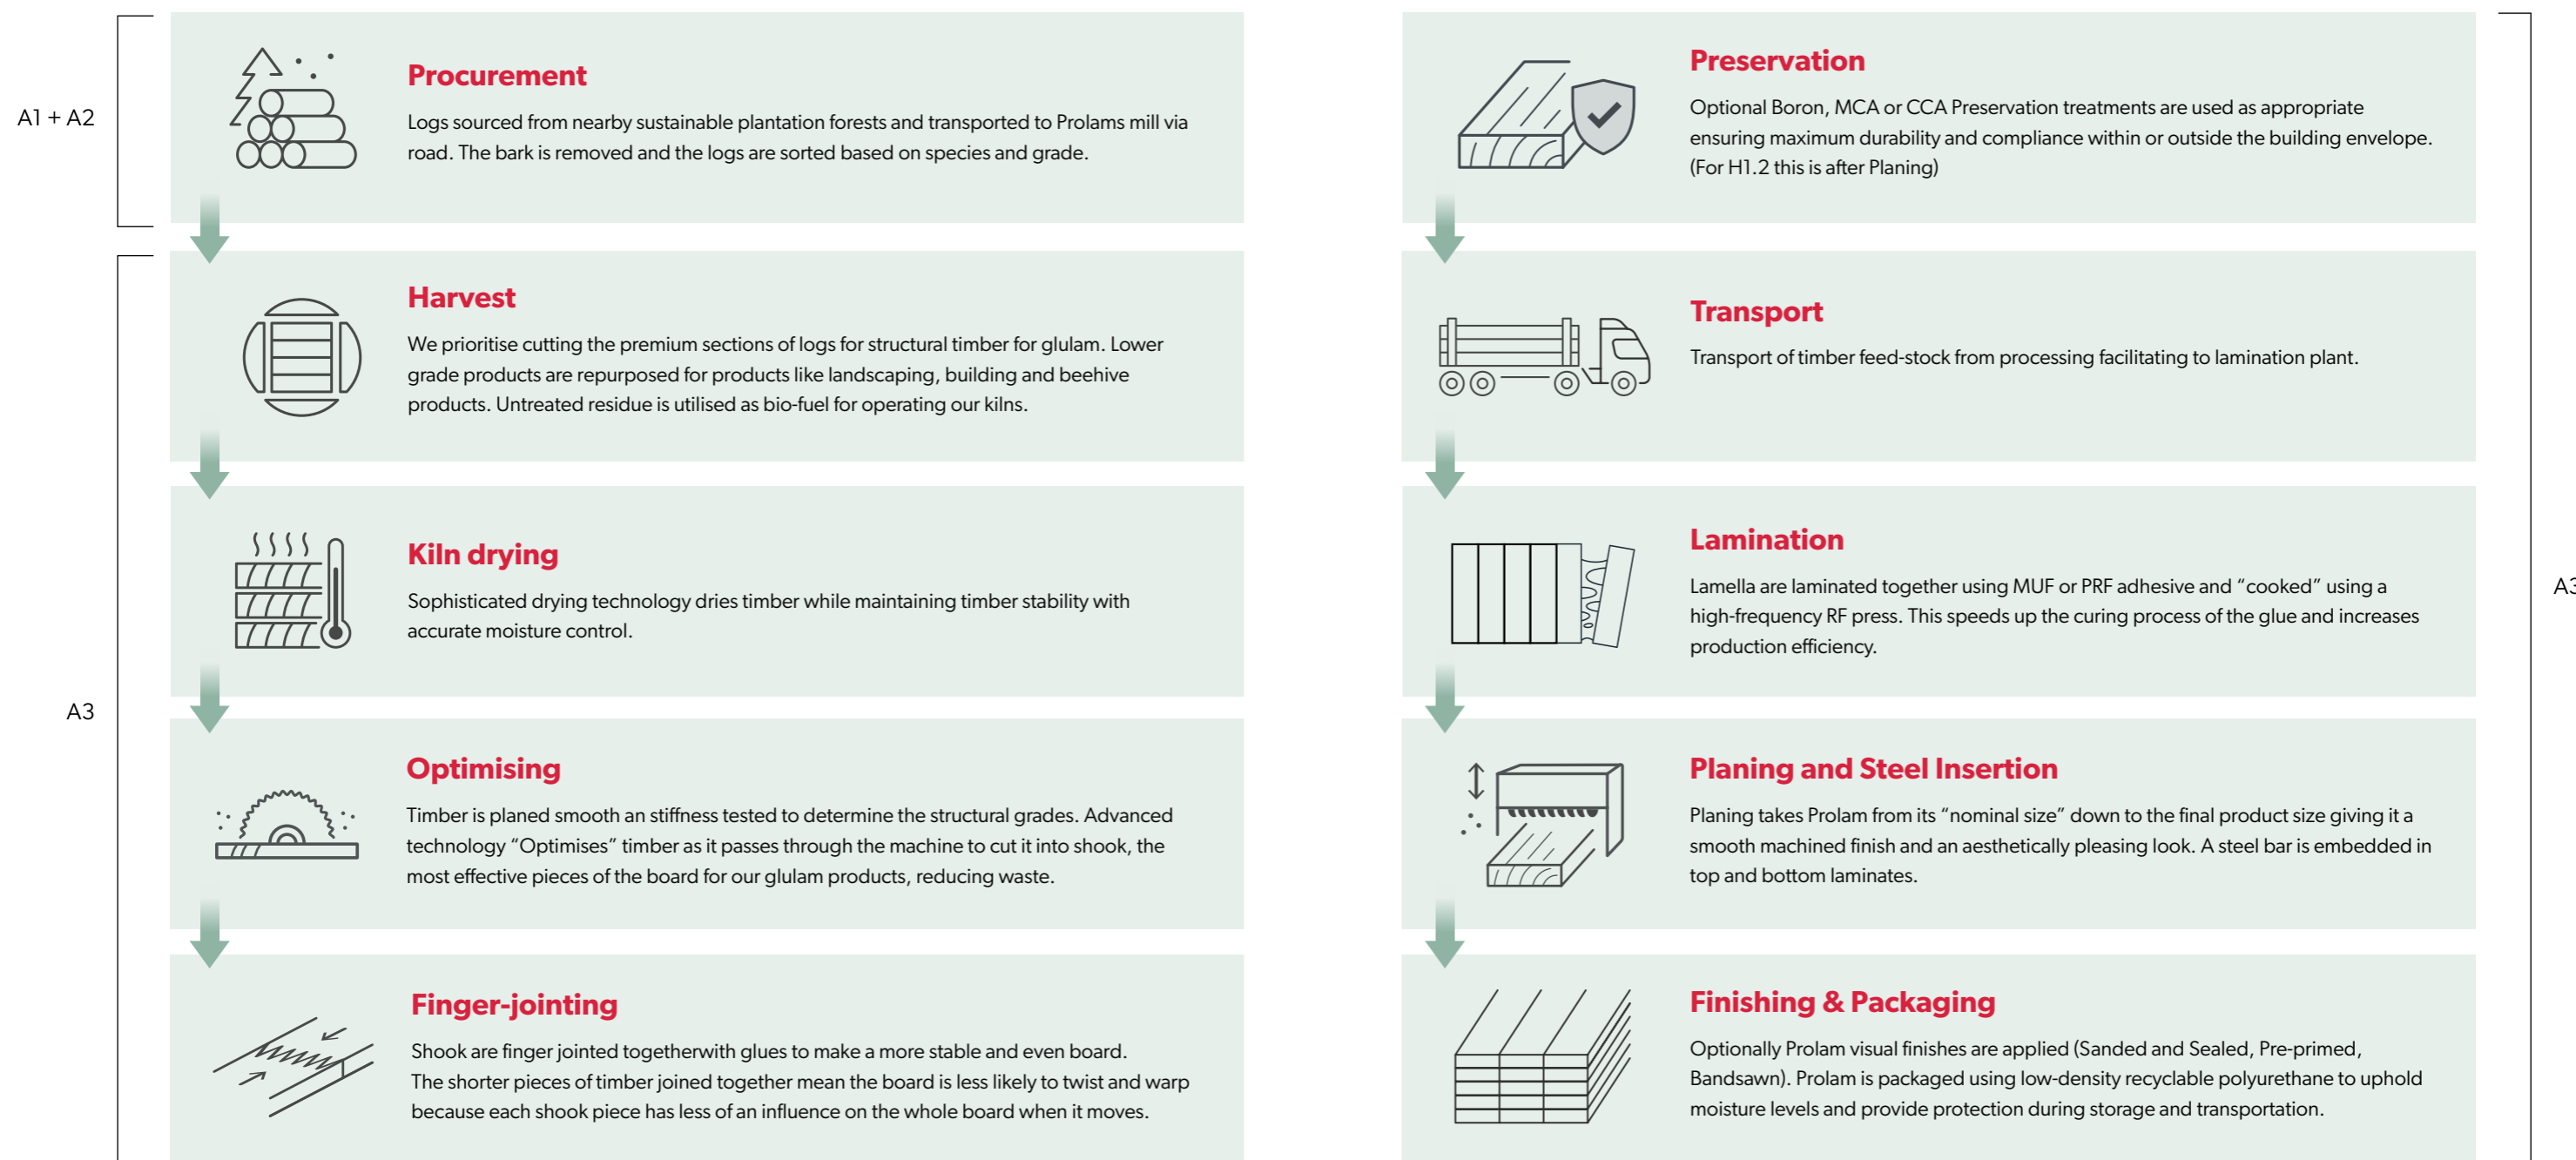 A1 + A2
Procurement
Logs sourced from nearby sustainable plantation forests and transported to Prolams mill via
road. The bark is removed and the logs are sorted based on species and grade.
A3
Harvest
We prioritise cutting the premium sections of logs for structural timber for glulam. Lower
grade products are repurposed for products like landscaping, building and beehive
products. Untreated residue is utilised as bio-fuel for operating our kilns.
Kiln drying
Sophisticated drying technology dries timber while maintaining timber stability with
accurate moisture control.
Optimising
Timber is planed smooth an stiffness tested to determine the structural grades. Advanced
technology “Optimises” timber as it passes through the machine to cut it into shook, the
most effective pieces of the board for our glulam products, reducing waste.
Finger-jointing
Shook are finger jointed togetherwith glues to make a more stable and even board.
The shorter pieces of timber joined together mean the board is less likely to twist and warp
because each shook piece has less of an influence on the whole board when it moves.
Preservation
Optional Boron, MCA or CCA Preservation treatments are used as appropriate
ensuring maximum durability and compliance within or outside the building envelope.
(For H1.2 this is after Planing)
Transport
Transport of timber feed-stock from processing facilitating to lamination plant.
Lamination
Lamella are laminated together using MUF or PRF adhesive and “cooked” using a
high-frequency RF press. This speeds up the curing process of the glue and increases
production efficiency.
A3
Planing and Steel Insertion
Planing takes Prolam from its “nominal size” down to the final product size giving it a
smooth machined finish and an aesthetically pleasing look. A steel bar is embedded in
top and bottom laminates.
Finishing & Packaging
Optionally Prolam visual finishes are applied (Sanded and Sealed, Pre-primed,
Bandsawn). Prolam is packaged using low-density recyclable polyurethane to uphold
moisture levels and provide protection during storage and transportation.